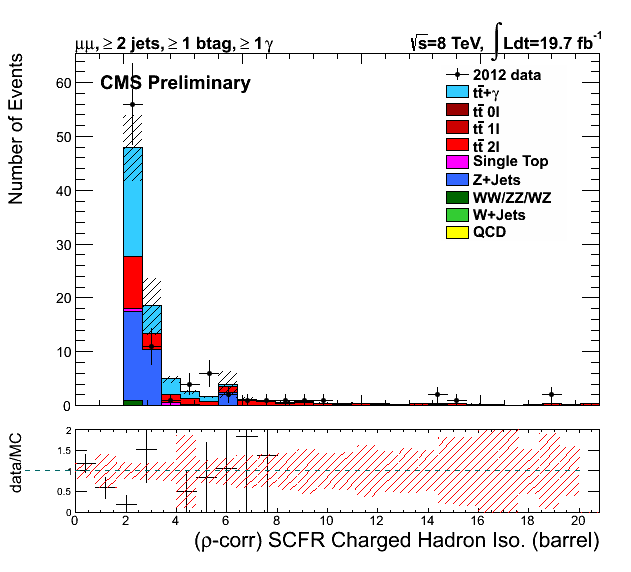 μμ, ≥ 2 jets, ≥ 1 btag, ≥ 1 γ
√s=8 TeV, ∫Ldt=19.7 fb⁻¹
CMS Preliminary
Number of Events
60
50
40
30
20
10
0
2012 data
tt̄+γ
tt̄ 0l
tt̄ 1l
tt̄ 2l
Single Top
Z+Jets
WW/ZZ/WZ
W+Jets
QCD
data/MC
2
1.5
1
0.5
0
0 2 4 6 8 10 12 14 16 18 20
(ρ-corr) SCFR Charged Hadron Iso. (barrel)